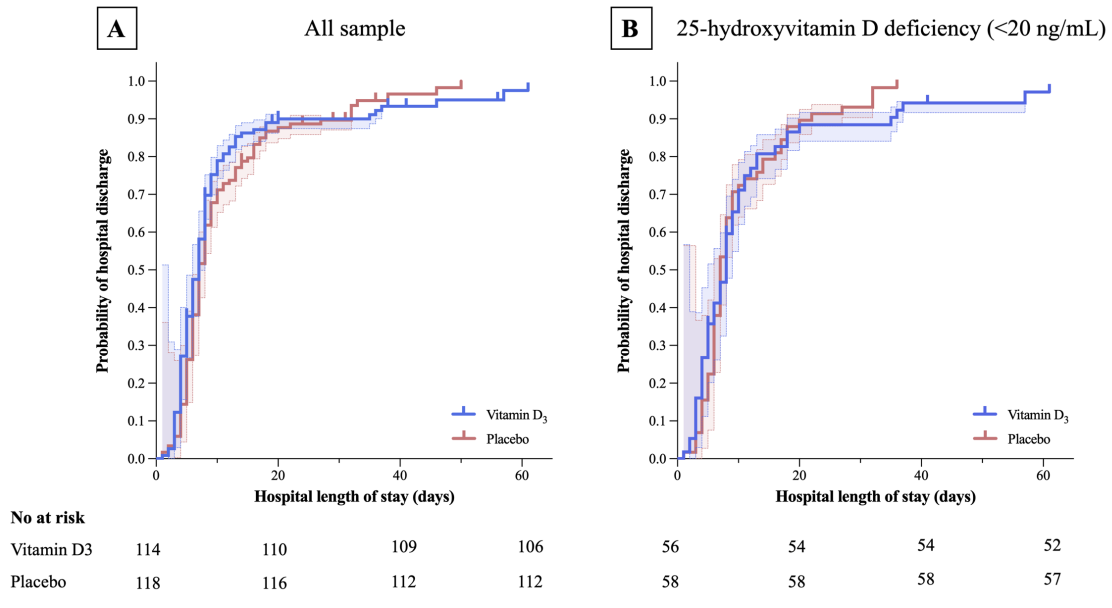 A All sample
B 25-hydroxyvitamin D deficiency (<20 ng/mL)
Probability of hospital discharge
1.0
0.9
0.8
0.7
0.6
0.5
0.4
0.3
0.2
0.1
0.0
0 20 40 60
Hospital length of stay (days)
Vitamin D₃
Placebo
Probability of hospital discharge
1.0
0.9
0.8
0.7
0.6
0.5
0.4
0.3
0.2
0.1
0.0
0 20 40 60
Hospital length of stay (days)
Vitamin D₃
Placebo
No at risk
Vitamin D3 114 110 109 106 56 54 54 52
Placebo 118 116 112 112 58 58 58 57